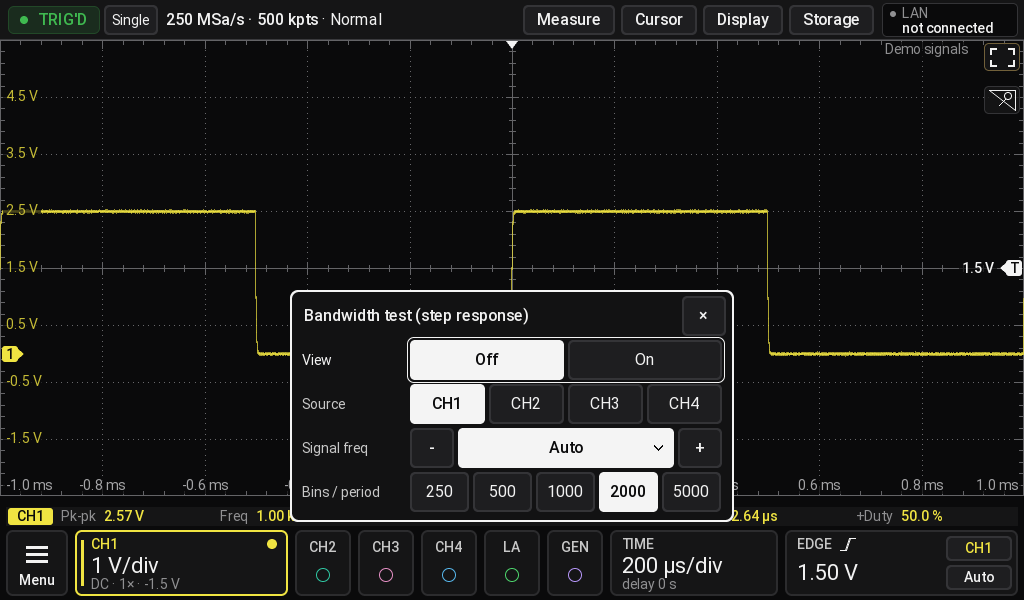 TRIG'D Single 250 MSa/s · 500 kpts · Normal Measure Cursor Display Storage LAN
not connected
Demo signals
4.5 V
3.5 V
2.5 V
1.5 V 1.5 V T
0.5 V
1
-0.5 V
-1.5 V
Bandwidth test (step response) ×
View Off On
Source CH1 CH2 CH3 CH4
Signal freq - Auto +
Bins / period 250 500 1000 2000 5000
-1.0 ms -0.8 ms -0.6 ms 0.6 ms 0.8 ms 1.0 ms
CH1 Pk-pk 2.57 V Freq 1.00 2.64 µs +Duty 50.0 %
Menu
CH1
1 V/div
DC · 1× · -1.5 V
CH2 CH3 CH4 LA GEN
TIME
200 µs/div
delay 0 s
EDGE CH1
1.50 V Auto